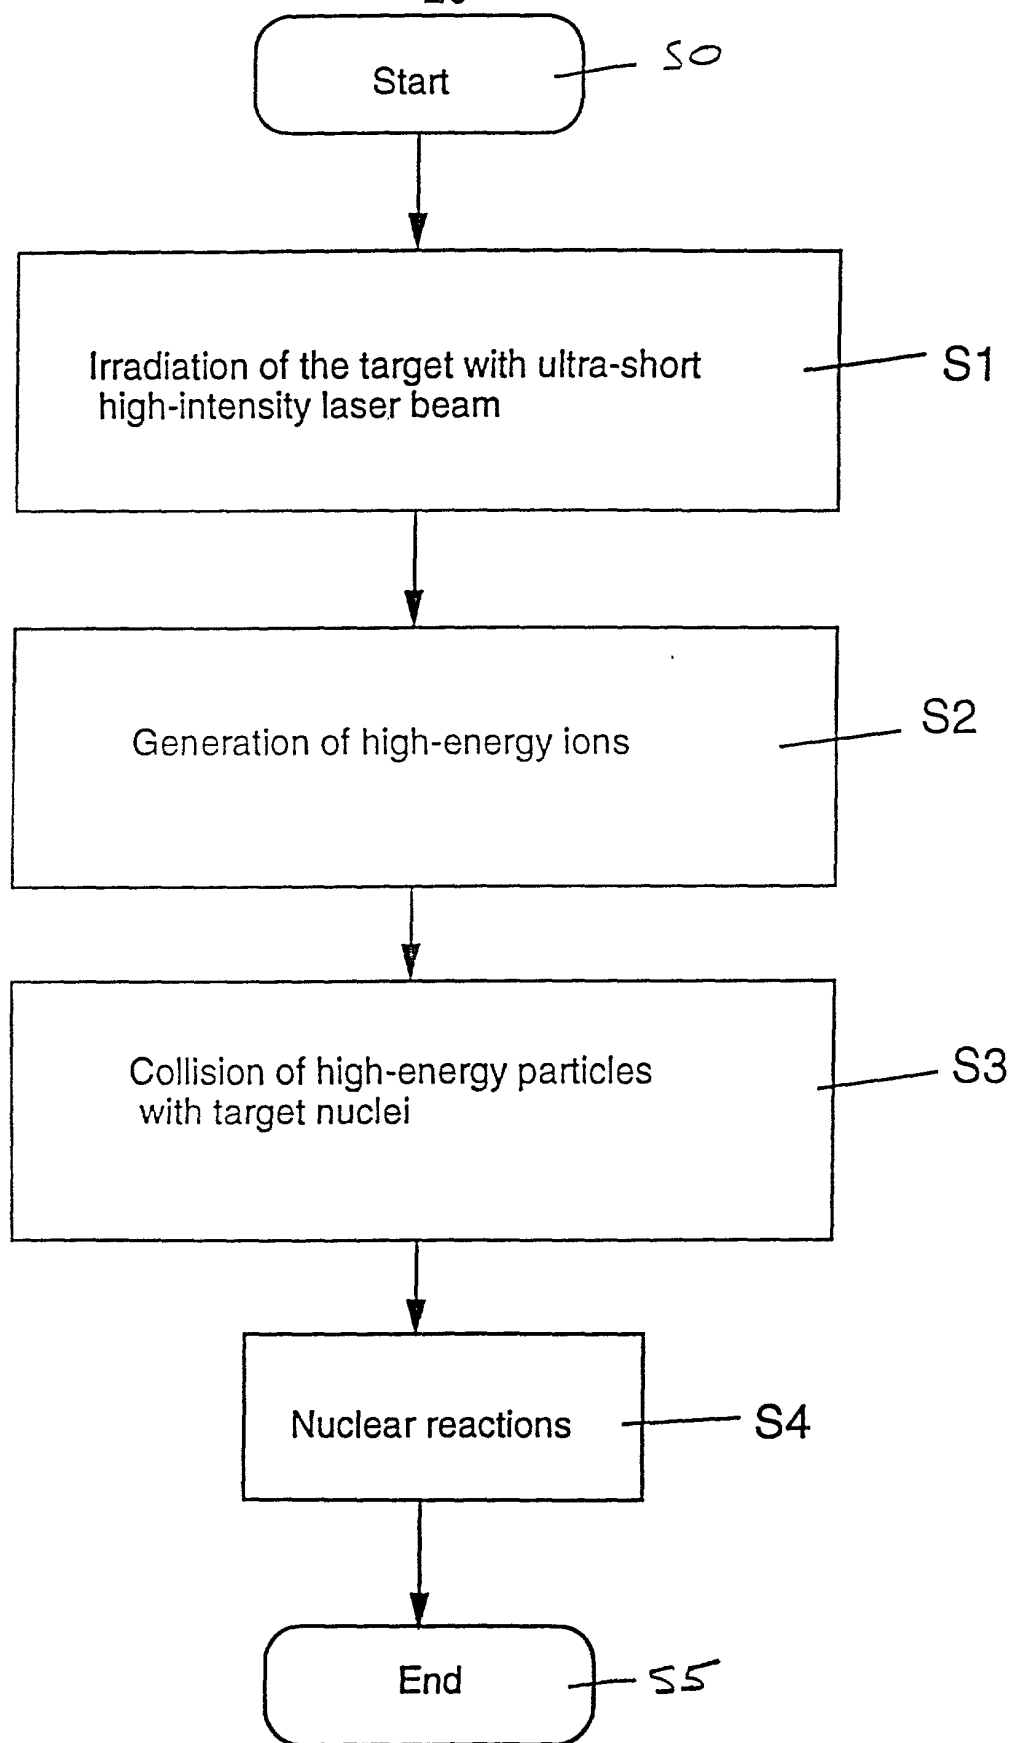 Start
S0
Irradiation of the target with ultra-short
high-intensity laser beam
S1
Generation of high-energy ions
S2
Collision of high-energy particles
with target nuclei
S3
Nuclear reactions
S4
End
S5